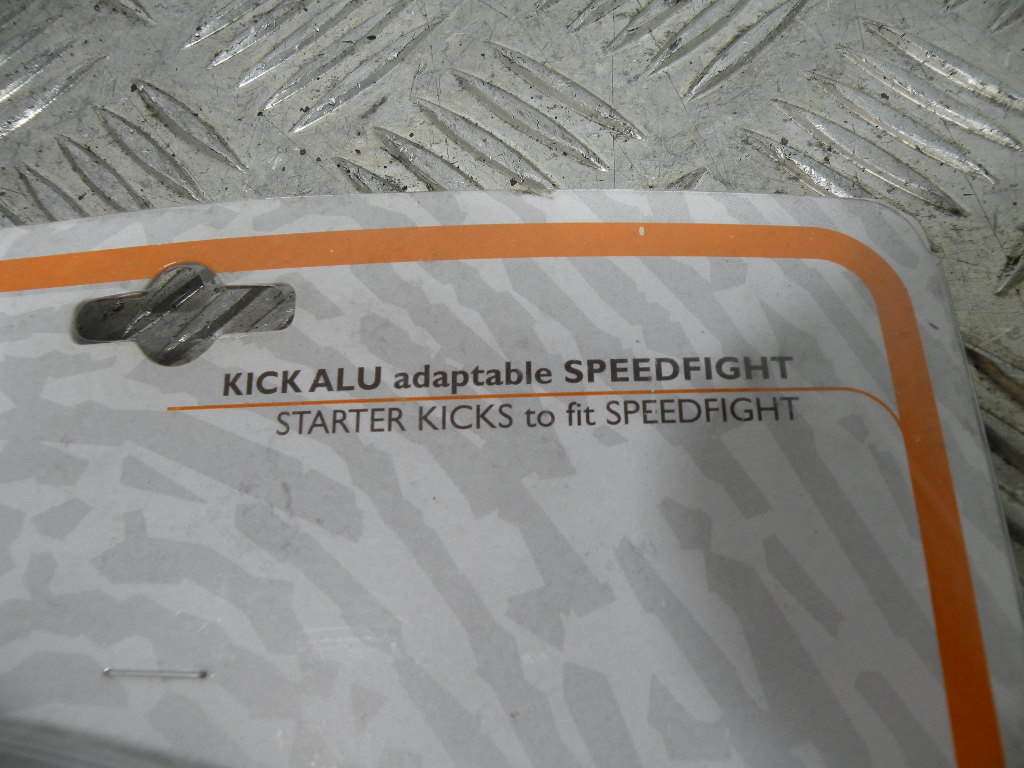 KICK ALU adaptable SPEEDFIGHT
STARTER KICKS to fit SPEEDFIGHT